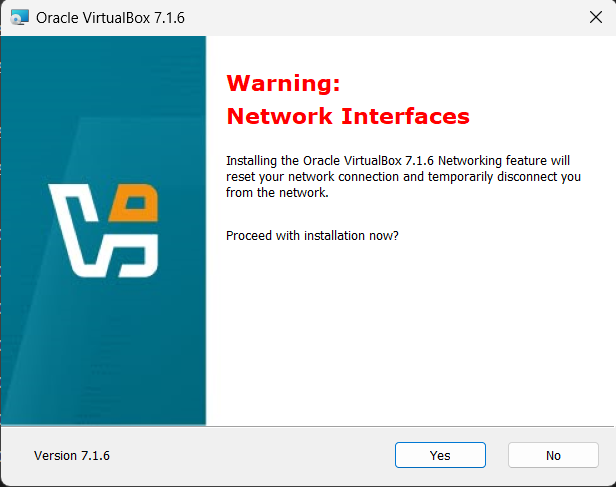 Oracle VirtualBox 7.1.6
Warning:
Network Interfaces
Installing the Oracle VirtualBox 7.1.6 Networking feature will
reset your network connection and temporarily disconnect you
from the network.
Proceed with installation now?
Version 7.1.6
Yes
No